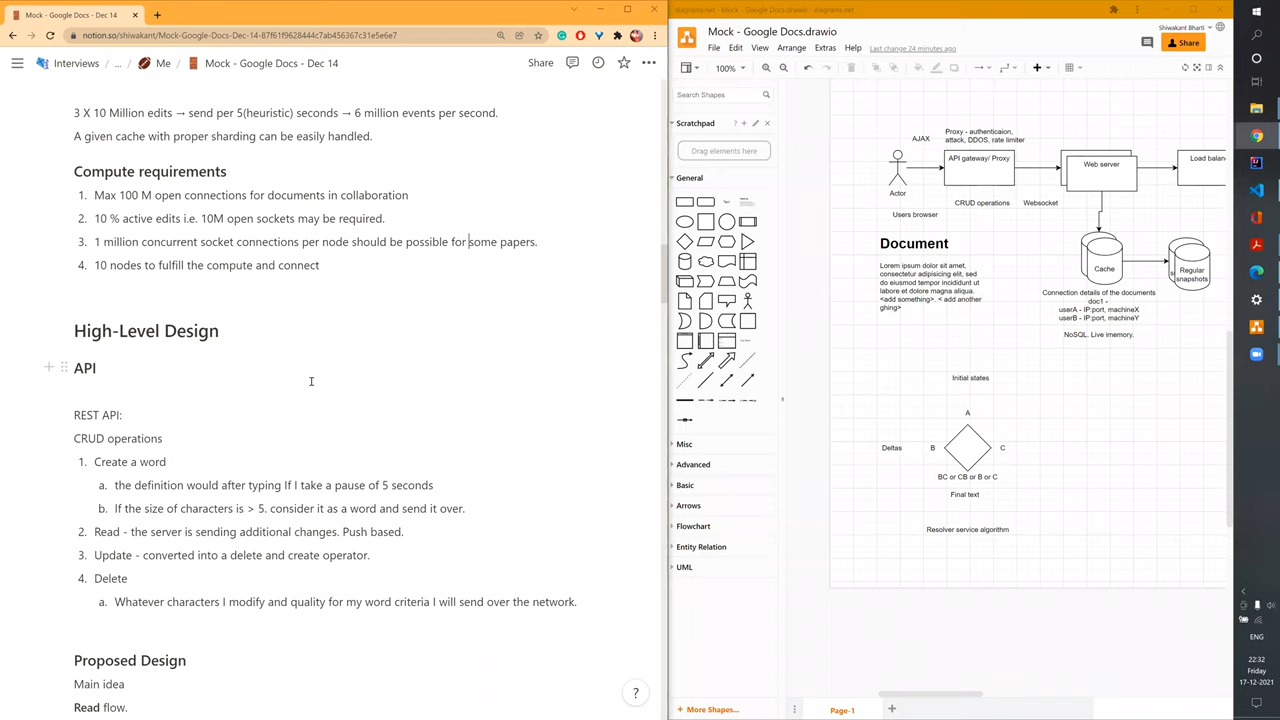 Mock - Google Docs - Dec 14
notion.so/shiwakant/Mock-Google-Docs-Dec-14-87f61f9628444c7ab456367c31e5e6e7
Interviews / ... / Me / Mock - Google Docs - Dec 14
Share
3 X 10 Million edits → send per 5(heuristic) seconds → 6 million events per second.
A given cache with proper sharding can be easily handled.
Compute requirements
1. Max 100 M open connections for documents in collaboration
2. 10 % active edits i.e. 10M open sockets may be required.
3. 1 million concurrent socket connections per node should be possible for some papers.
4. 10 nodes to fulfill the compute and connect
High-Level Design
API
REST API:
CRUD operations
1. Create a word
a. the definition would after typing if I take a pause of 5 seconds
b. If the size of characters is > 5. consider it as a word and send it over.
2. Read - the server is sending additional changes. Push based.
3. Update - converted into a delete and create operator.
4. Delete
a. Whatever characters I modify and quality for my word criteria I will send over the network.
Proposed Design
Main idea
Read flow.
?
diagrams.net - Mock - Google Docs.drawio - diagrams.net
Mock - Google Docs.drawio
Shiwakant Bharti
File Edit View Arrange Extras Help Last change 24 minutes ago
Share
100%
Search Shapes
Scratchpad
Drag elements here
General
Misc
Advanced
Basic
Arrows
Flowchart
Entity Relation
UML
+ More Shapes...
Page-1
AJAX
Proxy - authenticaion,
attack, DDOS, rate limiter
API gateway/ Proxy
Web server
Load balanc
Actor
CRUD operations
Websocket
Users browser
Document
Lorem ipsum dolor sit amet,
consectetur adipisicing elit, sed
do eiusmod tempor incididunt ut
labore et dolore magna aliqua.
<add something>. < add another
ghing>
Cache
Regular
snapshots
Connection details of the documents
doc1 -
userA - IP:port, machineX
userB - IP:port, machineY
NoSQL. Live imemory.
Initial states
A
Deltas
B
C
BC or CB or B or C
Final text
Resolver service algorithm
ENG
22:32
Friday
17-12-2021